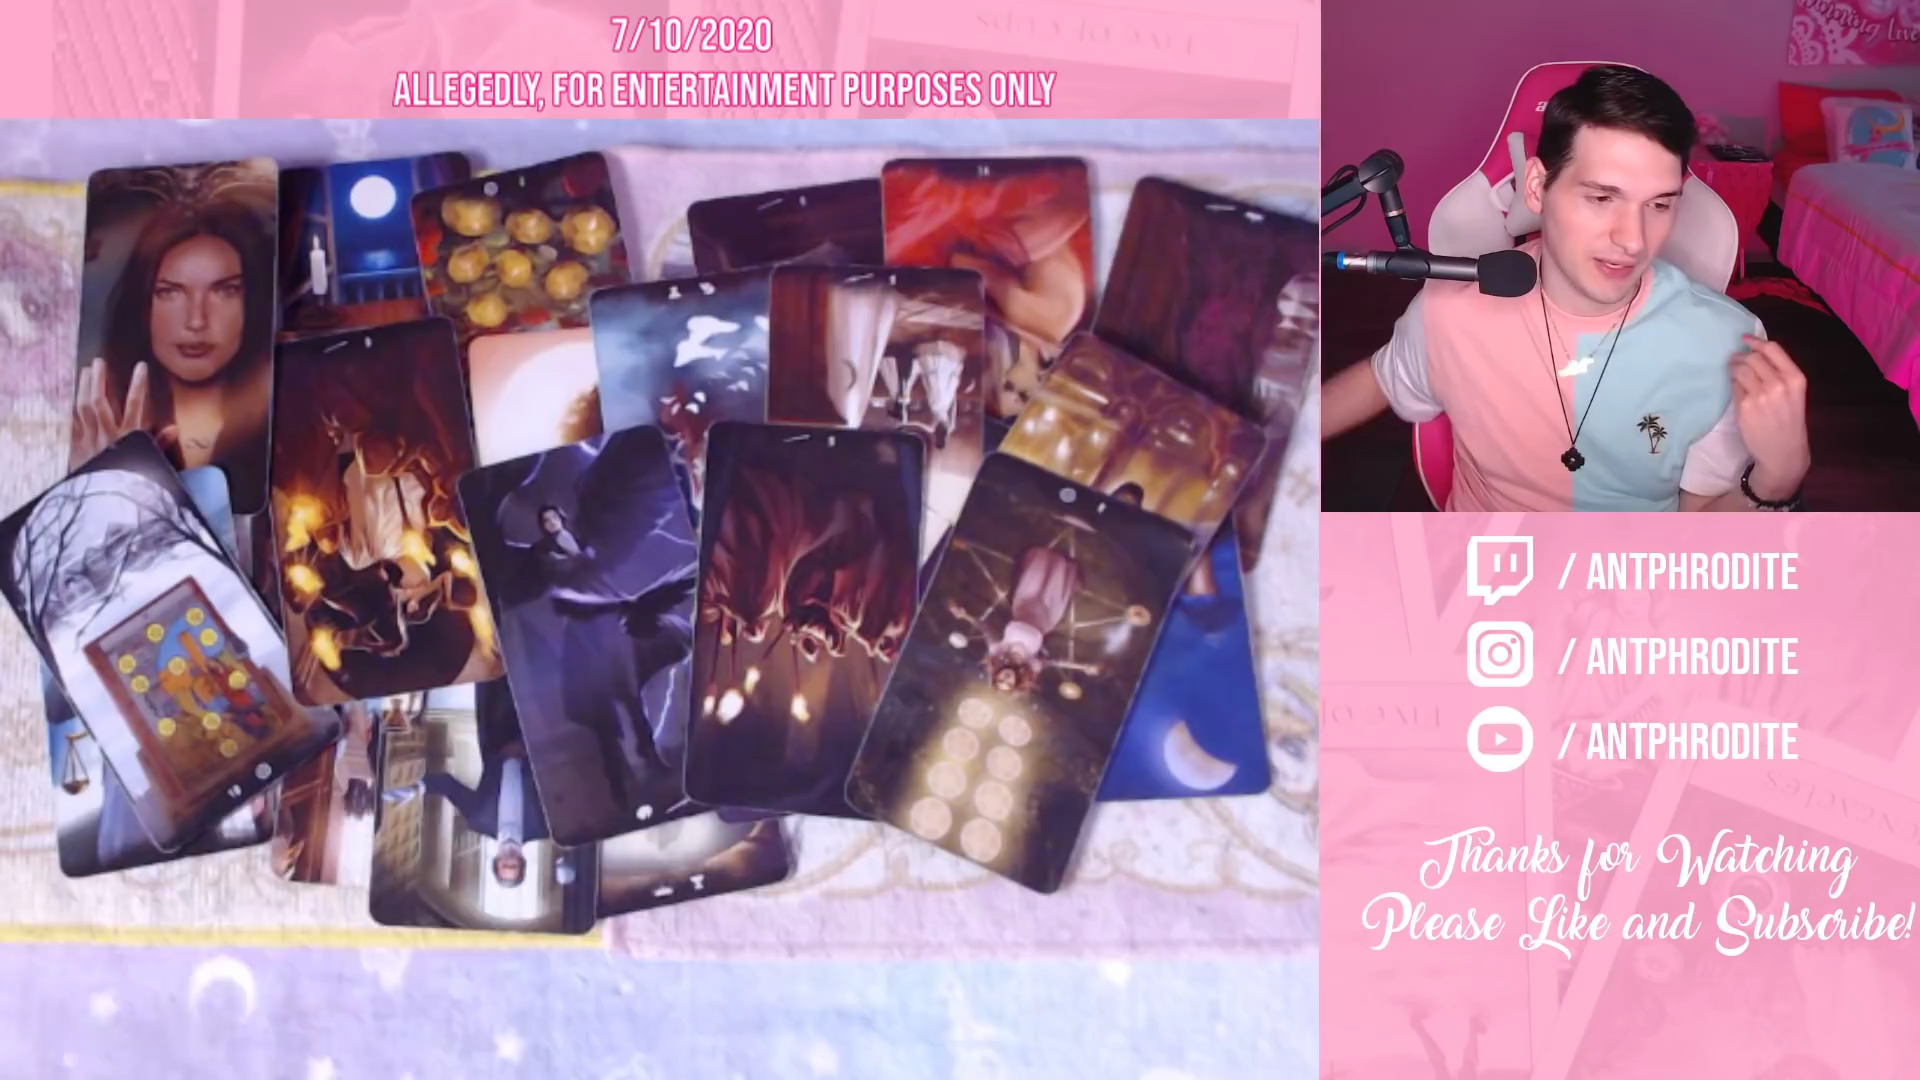 7/10/2020
ALLEGEDLY, FOR ENTERTAINMENT PURPOSES ONLY
/ ANTPHRODITE
/ ANTPHRODITE
/ ANTPHRODITE
Thanks for Watching
Please Like and Subscribe!